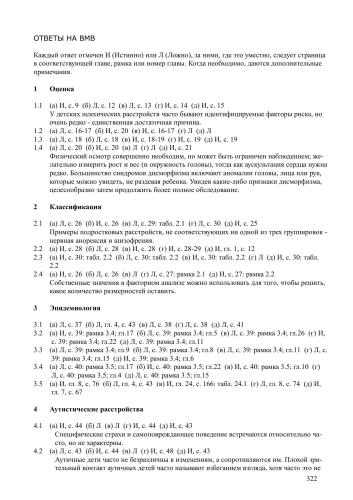 ОТВЕТЫ НА ВМВ
Каждый ответ отмечен И (Истинно) или Л (Ложно), за ними, где это уместно, следует страница
в соответствующей главе, рамка или номер главы. Когда необходимо, даются дополнительные
примечания.
1 Оценка
1.1 (а) И, с. 9 (б) Л, с. 12 (в) Л, с. 13 (г) И, с. 14 (д) И, с. 15
У детских психических расстройств часто бывают идентифицируемые факторы риска, но
очень редко - единственная достаточная причина.
1.2 (а) Л, с. 16-17 (б) И, с. 20 (в) И, с. 16-17 (г) Л (д) Л
1.3 (а) Л, с. 18 (б) Л, с. 18 (в) И, с. 18-19 (г) И, с. 19 (д) И, с. 19
1.4 (а) Л, с. 20 (б) И, с. 20 (в) Л (г) Л (д) И, с. 21
Физический осмотр совершенно необходим, но может быть ограничен наблюдением; же-
лательно измерить рост и вес (и окружность головы), тогда как аускультация сердца нужна
редко. Большинство синдромов дисморфизма включают аномалии головы, лица или рук,
которые можно увидеть, не раздевая ребенка. Увидев какие-либо признаки дисморфизма,
целесообразно затем продолжить более полное обследование.
2 Классификация
2.1 (а) Л, с. 26 (б) И, с. 26 (в) Л, с. 29: табл. 2.1 (г) Л, с. 30 (д) И, с. 25
Примеры подростковых расстройств, не соответствующих ни одной из трех группировок -
нервная анорексия и шизофрения.
2.2 (а) И, с. 28 (б) Л, с. 28 (в) И, с. 28 (г) И, с. 28-29 (д) И, гл. 1, с. 12
2.3 (а) И, с. 30: табл. 2.2 (б) Л, с. 30: табл. 2.2 (в) И, с. 30: табл. 2.2 (г) Л (д) И, с. 30: табл.
2.2
2.4 (а) И, с. 26 (б) Л, с. 26 (в) Л (г) Л, с. 27: рамка 2.1 (д) И, с. 27: рамка 2.2
Собственные значения в факторном анализе можно использовать для того, чтобы решить,
какое количество размерностей оставить.
3 Эпидемиология
3.1 (а) Л, с. 37 (б) Л, гл. 4, с. 43 (в) Л, с. 38 (г) Л, с. 38 (д) Л, с. 41
3.2 (а) И, с. 39: рамка 3.4; гл.17 (б) Л, с. 39: рамка 3.4; гл.5 (в) Л, с. 39: рамка 3.4; гл.26 (г) И,
с. 39: рамка 3.4; гл.22 (д) Л, с. 39: рамка 3.4; гл.11
3.3 (а) Л, с. 39: рамка 3.4; гл.9 (б) Л, с. 39: рамка 3.4; гл.8 (в) Л, с. 39: рамка 3.4; гл.11 (г) Л, с.
39: рамка 3.4; гл.15 (д) И, с. 39: рамка 3.4; гл.6
3.4 (а) Л, с. 40: рамка 3.5; гл.17 (б) И, с. 40: рамка 3.5; гл.22 (в) И, с. 40: рамка 3.5; гл.10 (г)
Л, с. 40: рамка 3.5; гл.4 (д) Л, с. 40: рамка 3.5; гл.15
3.5 (а) И, гл. 8, с. 76 (б) Л, гл. 4, с. 43 (в) И, гл. 24, с. 166: табл. 24.1 (г) Л, гл. 8, с. 74 (д) И,
гл. 7, с. 67
4 Аутистические расстройства
4.1 (а) И, с. 44 (б) Л (в) Л (г) И, с. 44 (д) И, с. 43
Специфические страхи и самоповреждающее поведение встречаются относительно ча-
сто, но не характерны.
4.2 (а) Л, с. 43 (б) И, с. 44 (в) Л, с. 44 (г) И, с. 48 (д) И, с. 43
Аутичные дети часто не безразличны к изменениям, а сопротивляются им. Плохой зри-
тельный контакт аутичных детей часто называют избеганием взгляда, хотя часто это не
322